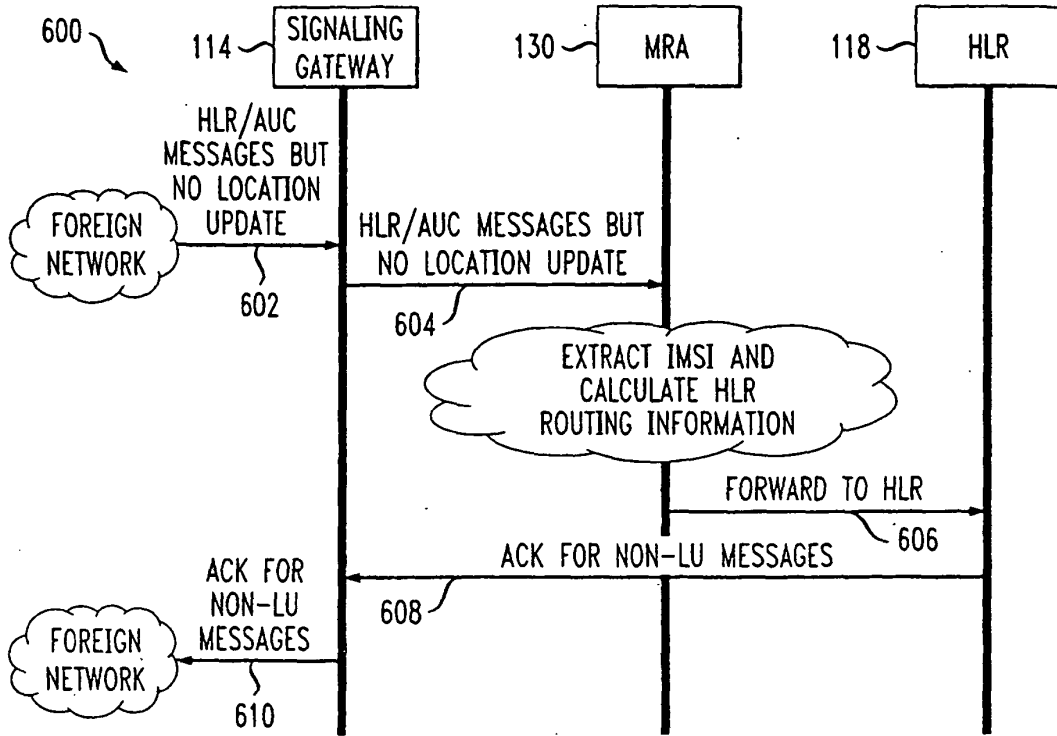 600
114
SIGNALING
GATEWAY
130
MRA
118
HLR
HLR/AUC
MESSAGES BUT
NO LOCATION
UPDATE
FOREIGN
NETWORK
602
HLR/AUC MESSAGES BUT
NO LOCATION UPDATE
604
EXTRACT IMSI AND
CALCULATE HLR
ROUTING INFORMATION
FORWARD TO HLR
606
ACK FOR NON-LU MESSAGES
608
ACK FOR
NON-LU
MESSAGES
FOREIGN
NETWORK
610